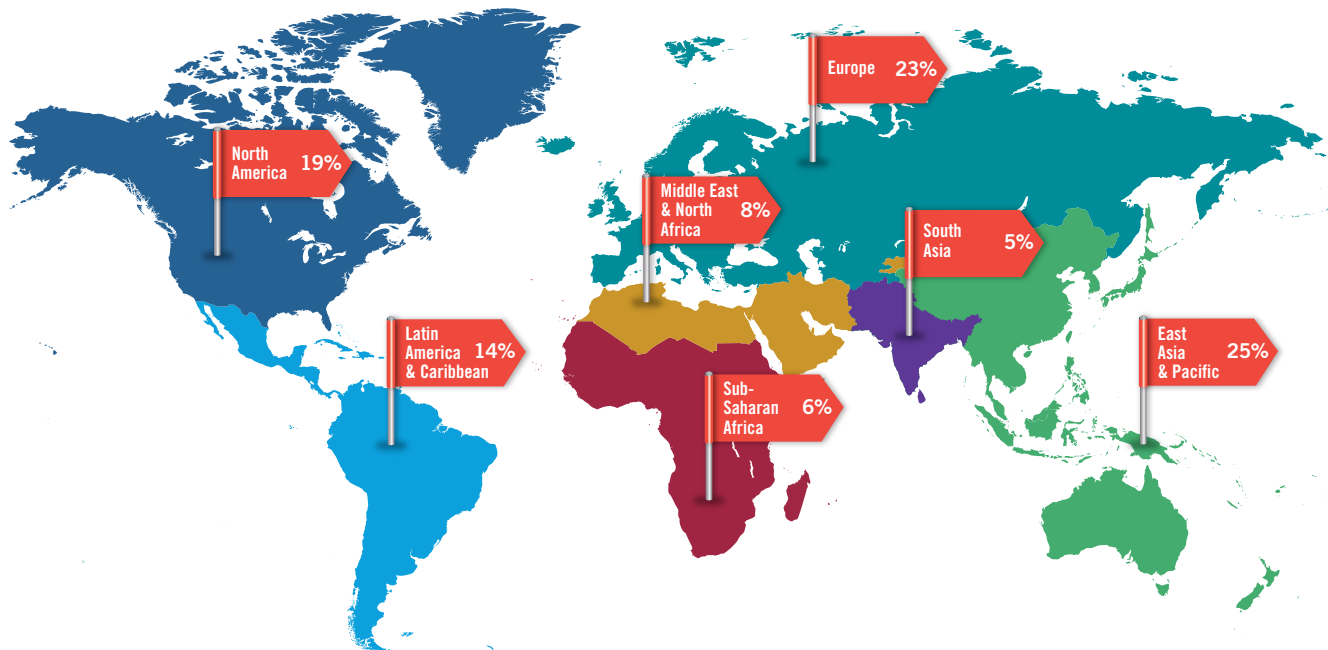 Europe 23%
North
America 19%
Middle East
& North
Africa 8%
South
Asia 5%
Latin
America
& Caribbean 14%
East
Asia
& Pacific 25%
Sub-
Saharan
Africa 6%